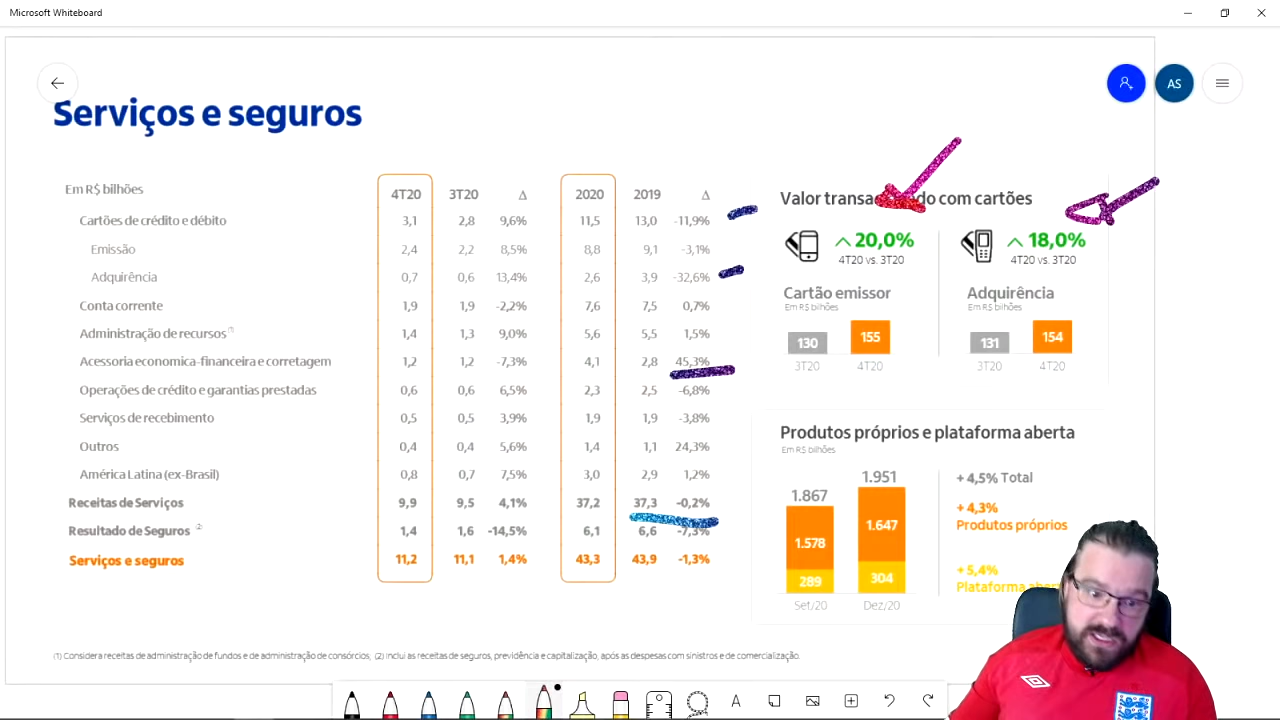 Microsoft Whiteboard
AS
Serviços e seguros
Em R$ bilhões 4T20 3T20 Δ 2020 2019 Δ
Cartões de crédito e débito 3,1 2,8 9,6% 11,5 13,0 -11,9%
Emissão 2,4 2,2 8,5% 8,8 9,1 -3,1%
Adquirência 0,7 0,6 13,4% 2,6 3,9 -32,6%
Conta corrente 1,9 1,9 -2,2% 7,6 7,5 0,7%
Administração de recursos (1) 1,4 1,3 9,0% 5,6 5,5 1,5%
Acessoria economica-financeira e corretagem 1,2 1,2 -7,3% 4,1 2,8 45,3%
Operações de crédito e garantias prestadas 0,6 0,6 6,5% 2,3 2,5 -6,8%
Serviços de recebimento 0,5 0,5 3,9% 1,9 1,9 -3,8%
Outros 0,4 0,4 5,6% 1,4 1,1 24,3%
América Latina (ex-Brasil) 0,8 0,7 7,5% 3,0 2,9 1,2%
Receitas de Serviços 9,9 9,5 4,1% 37,2 37,3 -0,2%
Resultado de Seguros (2) 1,4 1,6 -14,5% 6,1 6,6 -7,3%
Serviços e seguros 11,2 11,1 1,4% 43,3 43,9 -1,3%
Valor do com cartões
20,0% 18,0%
4T20 vs. 3T20 4T20 vs. 3T20
Cartão emissor Adquirência
Em R$ bilhões Em R$ bilhões
130 155 131 154
3T20 4T20 3T20 4T20
Produtos próprios e plataforma aberta
Em R$ bilhões
1.867 1.951
1.578 1.647
289 304
Set/20 Dez/20
+ 4,5% Total
+ 4,3%
Produtos próprios
+ 5,4%
Plataforma
(1) Considera receitas de administração de fundos e de administração de consórcios; (2) Inclui as receitas de seguros, previdência e capitalização, após as despesas com sinistros e de comercialização.
A